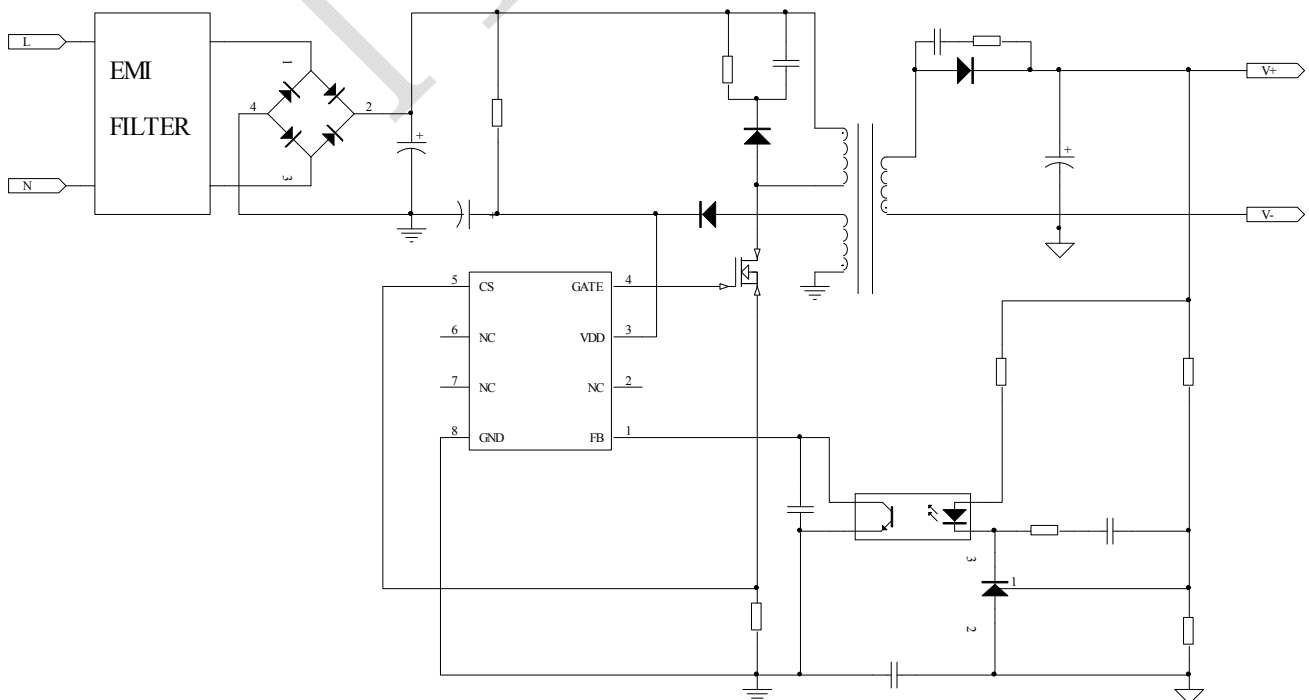 L
EMI
FILTER
N
1
4
2
3
+
+
+
V+
V-
5 CS GATE 4
6 NC VDD 3
7 NC NC 2
8 GND FB 1
3
1
2